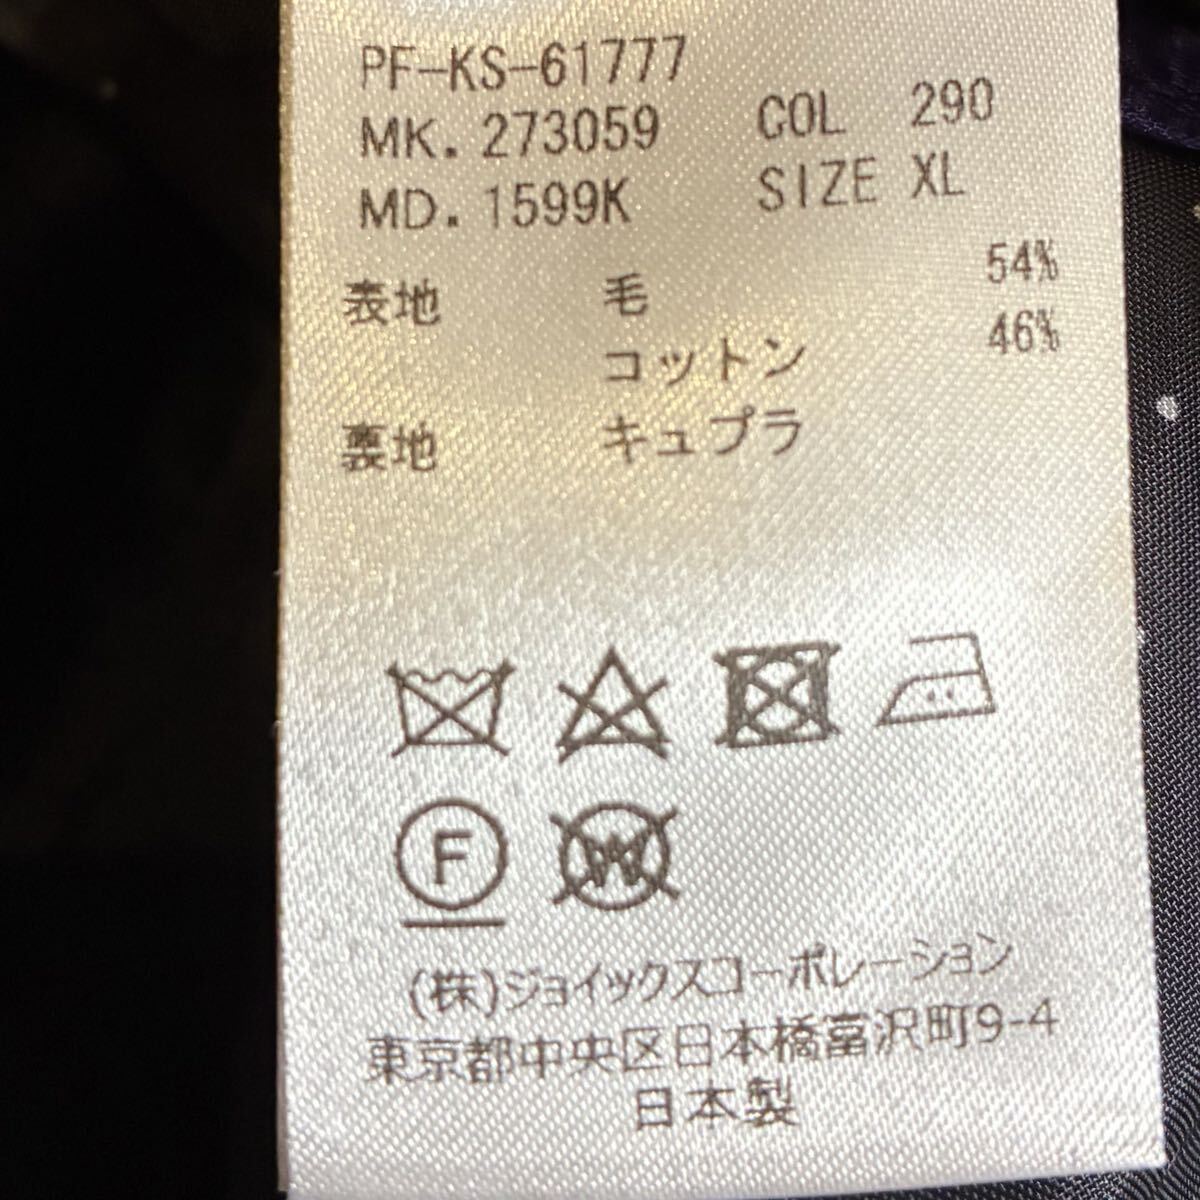 PF-KS-61777
MK. 273059 COL 290
MD. 1599K SIZE XL
表地 毛 54%
コットン 46%
裏地 キュプラ
F W
(株)ジョイックスコーポレーション
東京都中央区日本橋富沢町9-4
日本製